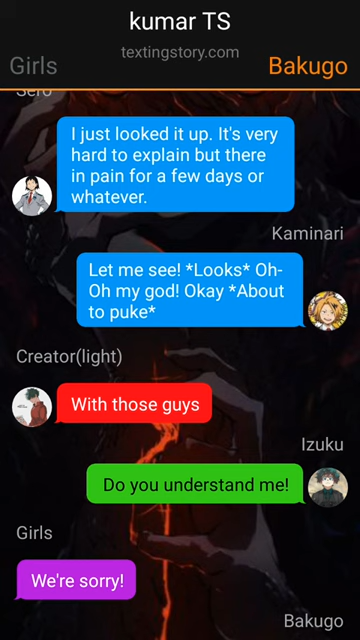 kumar TS
textingstory.com
Girls
Bakugo
Sero
I just looked it up. It's very
hard to explain but there
in pain for a few days or
whatever.
Kaminari
Let me see! *Looks* Oh-
Oh my god! Okay *About
to puke*
Creator(light)
With those guys
Izuku
Do you understand me!
Girls
We're sorry!
Bakugo